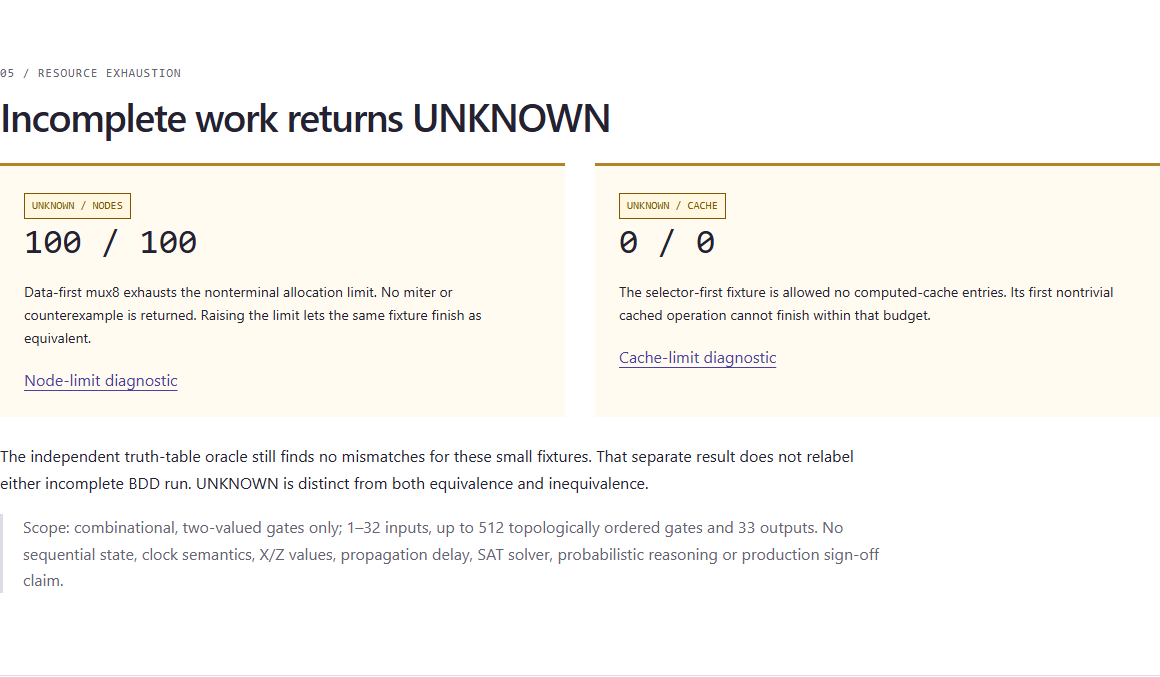 05 / RESOURCE EXHAUSTION
Incomplete work returns UNKNOWN
UNKNOWN / NODES
100 / 100
Data-first mux8 exhausts the nonterminal allocation limit. No miter or
counterexample is returned. Raising the limit lets the same fixture finish as
equivalent.
Node-limit diagnostic
UNKNOWN / CACHE
0 / 0
The selector-first fixture is allowed no computed-cache entries. Its first nontrivial
cached operation cannot finish within that budget.
Cache-limit diagnostic
The independent truth-table oracle still finds no mismatches for these small fixtures. That separate result does not relabel
either incomplete BDD run. UNKNOWN is distinct from both equivalence and inequivalence.
Scope: combinational, two-valued gates only; 1–32 inputs, up to 512 topologically ordered gates and 33 outputs. No
sequential state, clock semantics, X/Z values, propagation delay, SAT solver, probabilistic reasoning or production sign-off
claim.